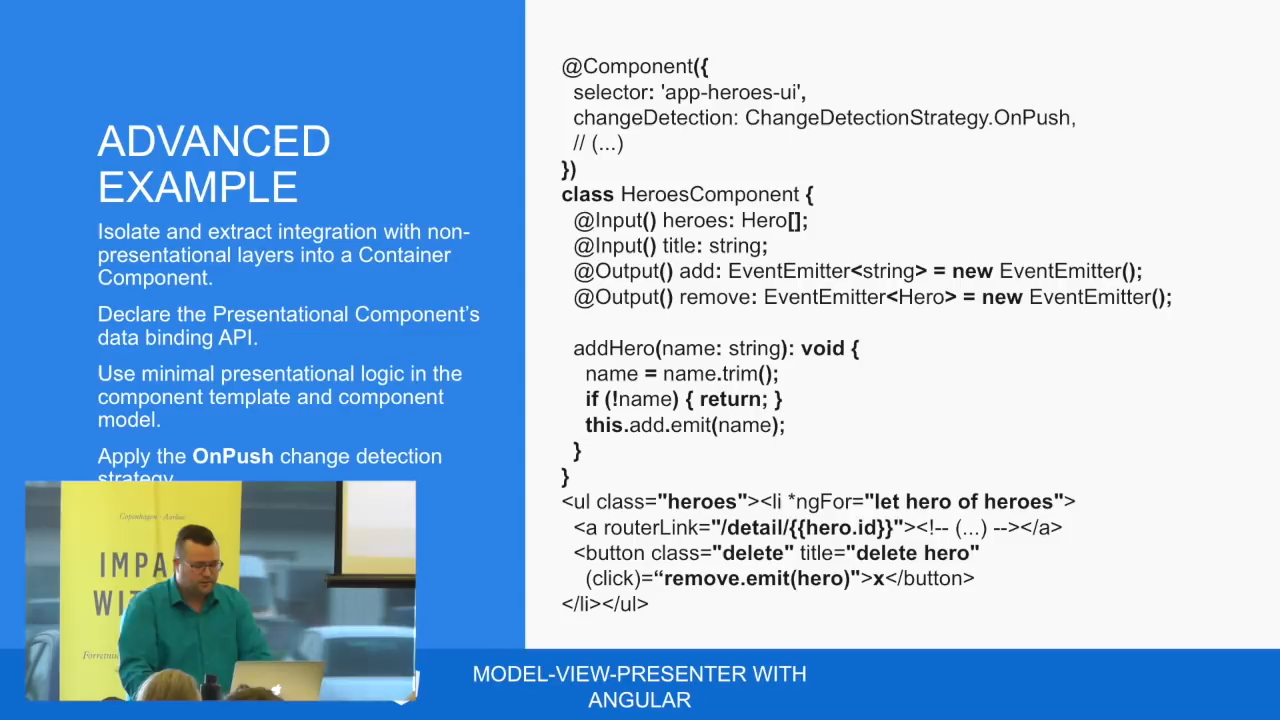 ADVANCED
EXAMPLE
Isolate and extract integration with non-
presentational layers into a Container
Component.
Declare the Presentational Component’s
data binding API.
Use minimal presentational logic in the
component template and component
model.
Apply the OnPush change detection
strategy
@Component({
selector: 'app-heroes-ui',
changeDetection: ChangeDetectionStrategy.OnPush,
// (...)
})
class HeroesComponent {
@Input() heroes: Hero[];
@Input() title: string;
@Output() add: EventEmitter<string> = new EventEmitter();
@Output() remove: EventEmitter<Hero> = new EventEmitter();
addHero(name: string): void {
name = name.trim();
if (!name) { return; }
this.add.emit(name);
}
}
<ul class="heroes"><li *ngFor="let hero of heroes">
<a routerLink="/detail/{{hero.id}}"><!-- (...) --></a>
<button class="delete" title="delete hero"
(click)=“remove.emit(hero)">x</button>
</li></ul>
Copenhagen - Aarhus
IMPA
WIT
MODEL-VIEW-PRESENTER WITH
ANGULAR